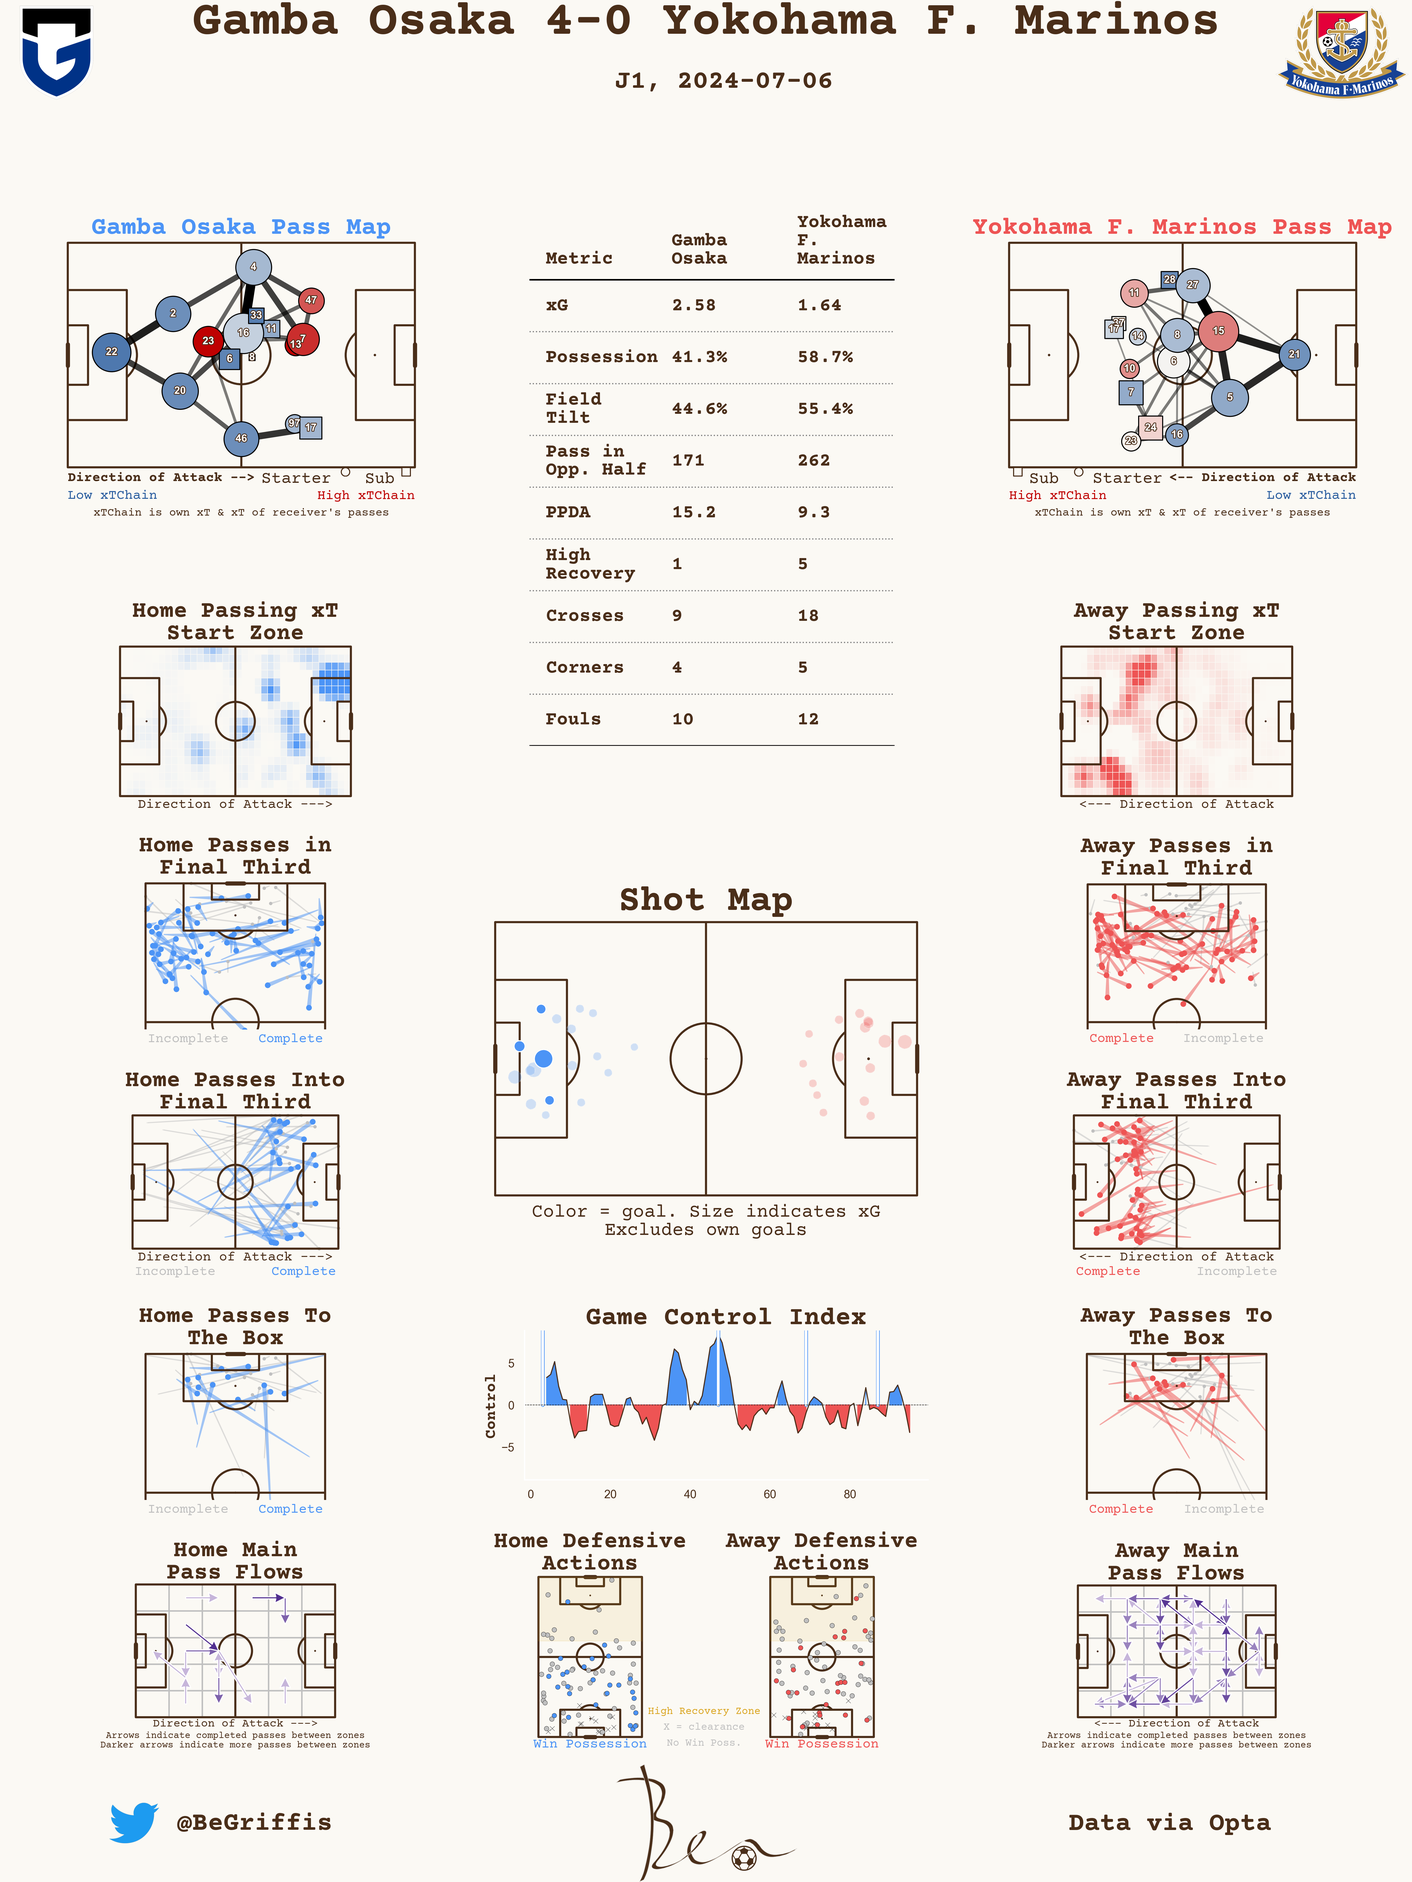 Gamba Osaka 4-0 Yokohama F. Marinos
J1, 2024-07-06
Yokohama F·Marinos
Gamba Osaka Pass Map
4
47
2
33
16
11
23
13
7
22
6
8
20
97
17
46
Direction of Attack --> Starter Sub
Low xTChain High xTChain
xTChain is own xT & xT of receiver's passes
Metric Gamba Osaka Yokohama F. Marinos
xG 2.58 1.64
Possession 41.3% 58.7%
Field Tilt 44.6% 55.4%
Pass in Opp. Half 171 262
PPDA 15.2 9.3
High Recovery 1 5
Crosses 9 18
Corners 4 5
Fouls 10 12
Yokohama F. Marinos Pass Map
28
27
11
17
14
8
15
21
6
10
7
5
24
16
23
Sub Starter <-- Direction of Attack
High xTChain Low xTChain
xTChain is own xT & xT of receiver's passes
Home Passing xT
Start Zone
Direction of Attack --->
Away Passing xT
Start Zone
<--- Direction of Attack
Home Passes in
Final Third
Incomplete Complete
Away Passes in
Final Third
Complete Incomplete
Shot Map
Color = goal. Size indicates xG
Excludes own goals
Home Passes Into
Final Third
Direction of Attack --->
Incomplete Complete
Away Passes Into
Final Third
<--- Direction of Attack
Complete Incomplete
Home Passes To
The Box
Incomplete Complete
Game Control Index
Control
5
0
−5
0 20 40 60 80
Away Passes To
The Box
Complete Incomplete
Home Main
Pass Flows
Direction of Attack --->
Arrows indicate completed passes between zones
Darker arrows indicate more passes between zones
Home Defensive
Actions
Win Possession
Away Defensive
Actions
Win Possession
High Recovery Zone
X = clearance
No Win Poss.
Away Main
Pass Flows
<--- Direction of Attack
Arrows indicate completed passes between zones
Darker arrows indicate more passes between zones
@BeGriffis
Ben
Data via Opta